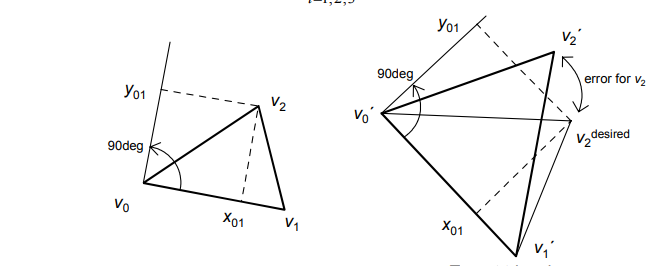 y01
v2
90deg
v0
x01
v1
y01
v2´
90deg
error for v2
v0´
v2desired
x01
v1´